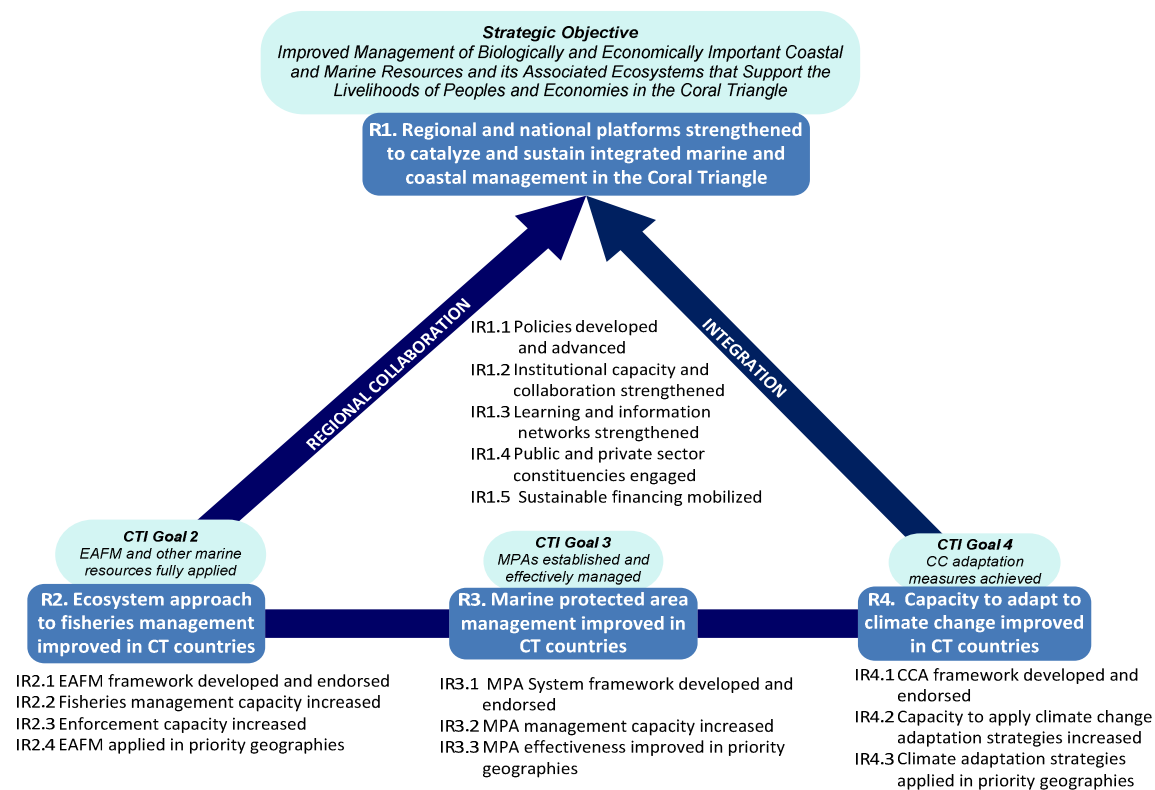 Strategic Objective
Improved Management of Biologically and Economically Important Coastal
and Marine Resources and its Associated Ecosystems that Support the
Livelihoods of Peoples and Economies in the Coral Triangle
R1. Regional and national platforms strengthened
to catalyze and sustain integrated marine and
coastal management in the Coral Triangle
REGIONAL COLLABORATION
INTEGRATION
IR1.1 Policies developed
and advanced
IR1.2 Institutional capacity and
collaboration strengthened
IR1.3 Learning and information
networks strengthened
IR1.4 Public and private sector
constituencies engaged
IR1.5 Sustainable financing mobilized
CTI Goal 2
EAFM and other marine
resources fully applied
R2. Ecosystem approach
to fisheries management
improved in CT countries
IR2.1 EAFM framework developed and endorsed
IR2.2 Fisheries management capacity increased
IR2.3 Enforcement capacity increased
IR2.4 EAFM applied in priority geographies
CTI Goal 3
MPAs established and
effectively managed
R3. Marine protected area
management improved in
CT countries
IR3.1 MPA System framework developed and
endorsed
IR3.2 MPA management capacity increased
IR3.3 MPA effectiveness improved in priority
geographies
CTI Goal 4
CC adaptation
measures achieved
R4. Capacity to adapt to
climate change improved
in CT countries
IR4.1 CCA framework developed and
endorsed
IR4.2 Capacity to apply climate change
adaptation strategies increased
IR4.3 Climate adaptation strategies
applied in priority geographies